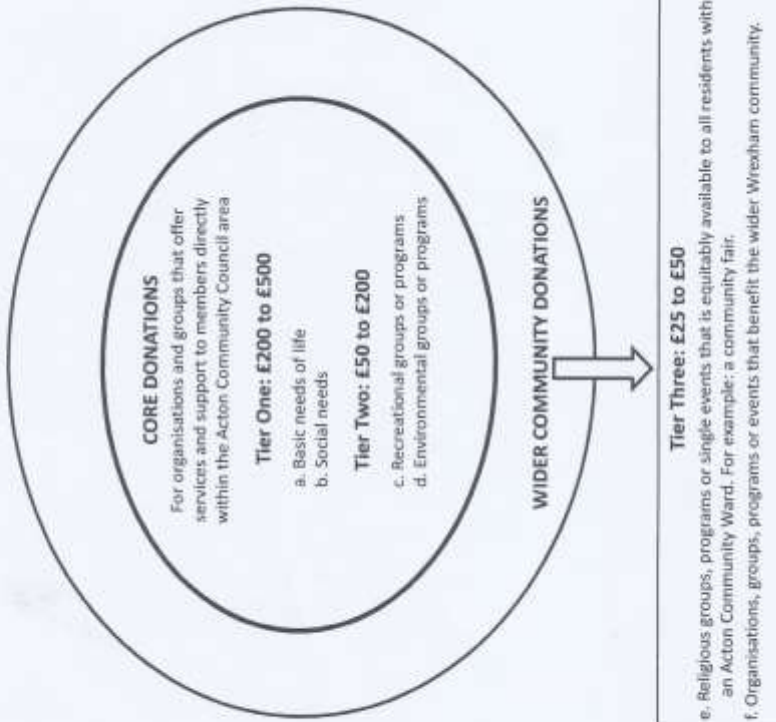 CORE DONATIONS
For organisations and groups that offer
services and support to members directly
within the Acton Community Council area
Tier One: £200 to £500
a. Basic needs of life
b. Social needs
Tier Two: £50 to £200
c. Recreational groups or programs
d. Environmental groups or programs
WIDER COMMUNITY DONATIONS
Tier Three: £25 to £50
e. Religious groups, programs or single events that is equitably available to all residents with
an Acton Community Ward. For example: a community fair.
f. Organisations, groups, programs or events that benefit the wider Wrexham community.